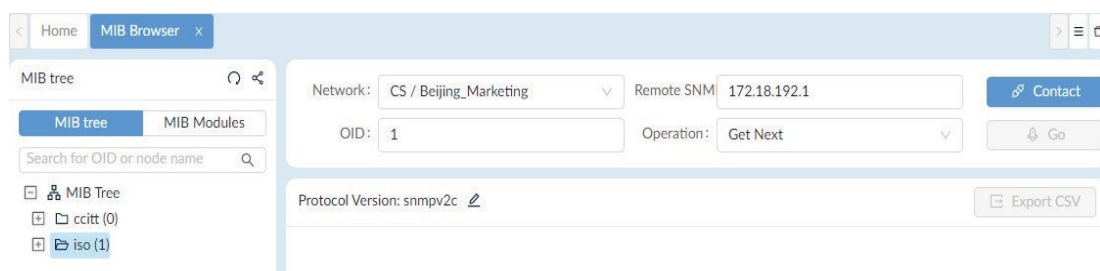 Home MIB Browser X
MIB tree
MIB tree MIB Modules
Search for OID or node name
MIB Tree
ccitt (0)
iso (1)
Network: CS / Beijing_Marketing Remote SNM 172.18.192.1 Contact
OID: 1 Operation: Get Next Go
Protocol Version: snmpv2c Export CSV